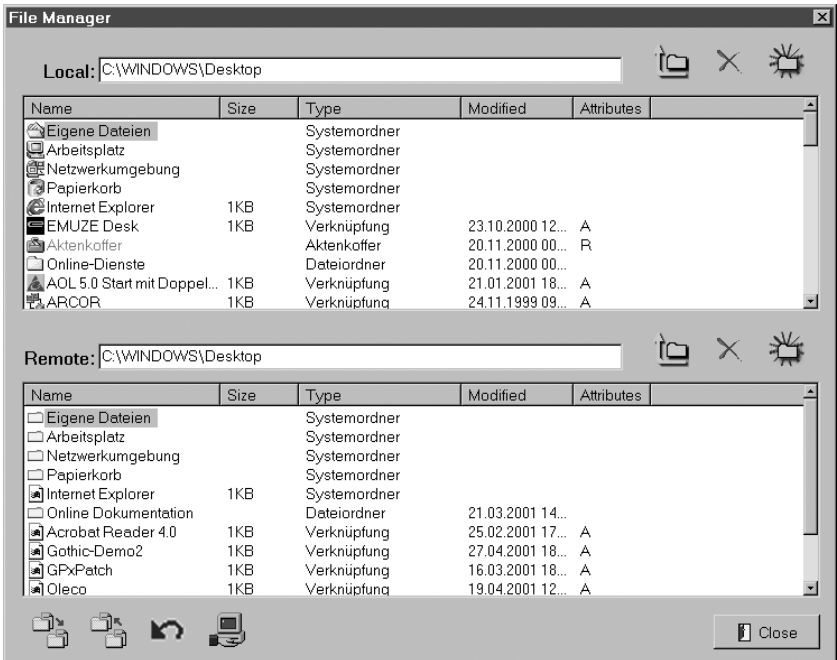 File Manager
Local: C:\WINDOWS\Desktop
Name Size Type Modified Attributes
Eigene Dateien Systemordner
Arbeitsplatz Systemordner
Netzwerkumgebung Systemordner
Papierkorb Systemordner
Internet Explorer 1KB Systemordner
EMUZE Desk 1KB Verknüpfung 23.10.2000 12... A
Aktenkoffer Aktenkoffer 20.11.2000 00... R
Online-Dienste Dateiordner 20.11.2000 00...
AOL 5.0 Start mit Doppel... 1KB Verknüpfung 21.01.2001 18... A
ARCOR 1KB Verknüpfung 24.11.1999 09... A
Remote: C:\WINDOWS\Desktop
Name Size Type Modified Attributes
Eigene Dateien Systemordner
Arbeitsplatz Systemordner
Netzwerkumgebung Systemordner
Papierkorb Systemordner
Internet Explorer 1KB Systemordner
Online Dokumentation Dateiordner 21.03.2001 14...
Acrobat Reader 4.0 1KB Verknüpfung 25.02.2001 17... A
Gothic-Demo2 1KB Verknüpfung 27.04.2001 18... A
GPxPatch 1KB Verknüpfung 16.03.2001 18... A
Oleco 1KB Verknüpfung 19.04.2001 12... A
Close